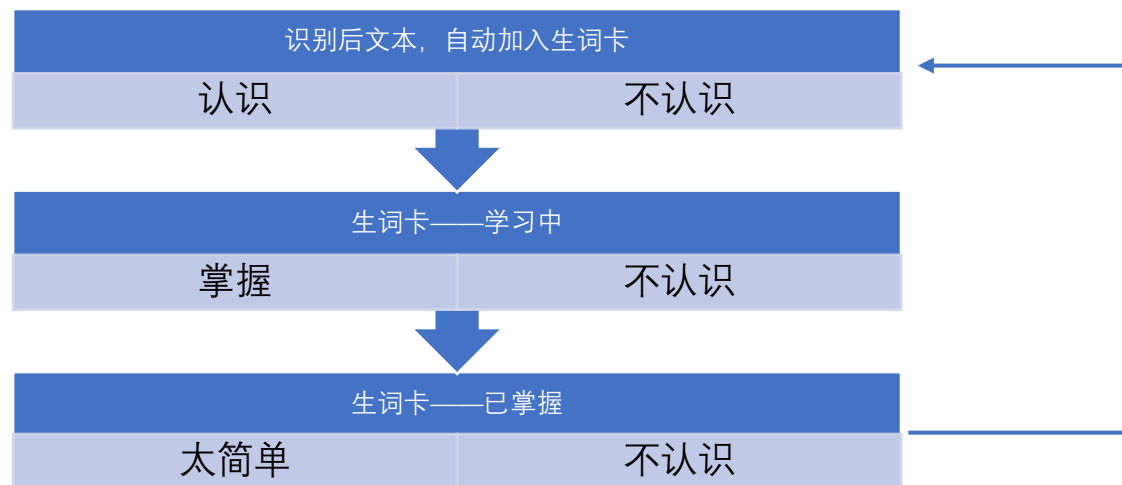 识别后文本，自动加入生词卡
认识 不认识
生词卡——学习中
掌握 不认识
生词卡——已掌握
太简单 不认识